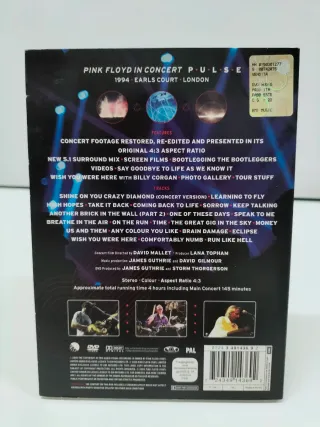 PINK FLOYD IN CONCERT P·U·L·S·E
1994 · EARLS COURT · LONDON
FEATURES
CONCERT FOOTAGE RESTORED, RE-EDITED AND PRESENTED IN ITS
ORIGINAL 4:3 ASPECT RATIO
NEW 5.1 SURROUND MIX · SCREEN FILMS · BOOTLEGGING THE BOOTLEGGERS
VIDEOS · SAY GOODBYE TO LIFE AS WE KNOW IT
WISH YOU WERE HERE WITH BILLY CORGAN · PHOTO GALLERY · TOUR STUFF
TRACKS
SHINE ON YOU CRAZY DIAMOND (CONCERT VERSION) · LEARNING TO FLY
HIGH HOPES · TAKE IT BACK · COMING BACK TO LIFE · SORROW · KEEP TALKING
ANOTHER BRICK IN THE WALL (PART 2) · ONE OF THESE DAYS · SPEAK TO ME
BREATHE IN THE AIR · ON THE RUN · TIME · THE GREAT GIG IN THE SKY · MONEY
US AND THEM · ANY COLOUR YOU LIKE · BRAIN DAMAGE · ECLIPSE
WISH YOU WERE HERE · COMFORTABLY NUMB · RUN LIKE HELL
Concert Film Directed by DAVID MALLET · Producer LANA TOPHAM
Music production JAMES GUTHRIE and DAVID GILMOUR
DVD Produced by JAMES GUTHRIE and STORM THORGERSON
Stereo · Colour · Aspect Ratio 4:3
Approximate total running time 4 hours including Main Concert 145 minutes
DVD
PAL